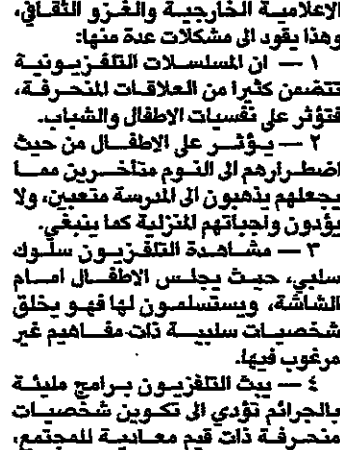 الاعلامية الخارجية والغزو الثقافي،
وهذا يقود الى مشكلات عدة منها:
١ — ان المسلسلات التلفزيونية
تتضمن كثيرا من العلاقات المنحرفة،
فتؤثر على نفسيات الاطفال والشباب.
٢ — يؤثر على الاطفال من حيث
اضطرارهم الى النوم متأخرين مما
يجعلهم يذهبون الى المدرسة متعبين، ولا
يؤدون واجباتهم المنزلية كما ينبغي.
٣ — مشاهدة التلفزيون سلوك
سلبي، حيث يجلس الاطفال امام
الشاشة، ويستسلمون لها فهو يخلق
شخصيات سلبية ذات مفاهيم غير
مرغوب فيها.
٤ — يبث التلفزيون برامج مليئة
بالجرائم تؤدي الى تكوين شخصيات
منحرفة ذات قيم معادية للمجتمع،